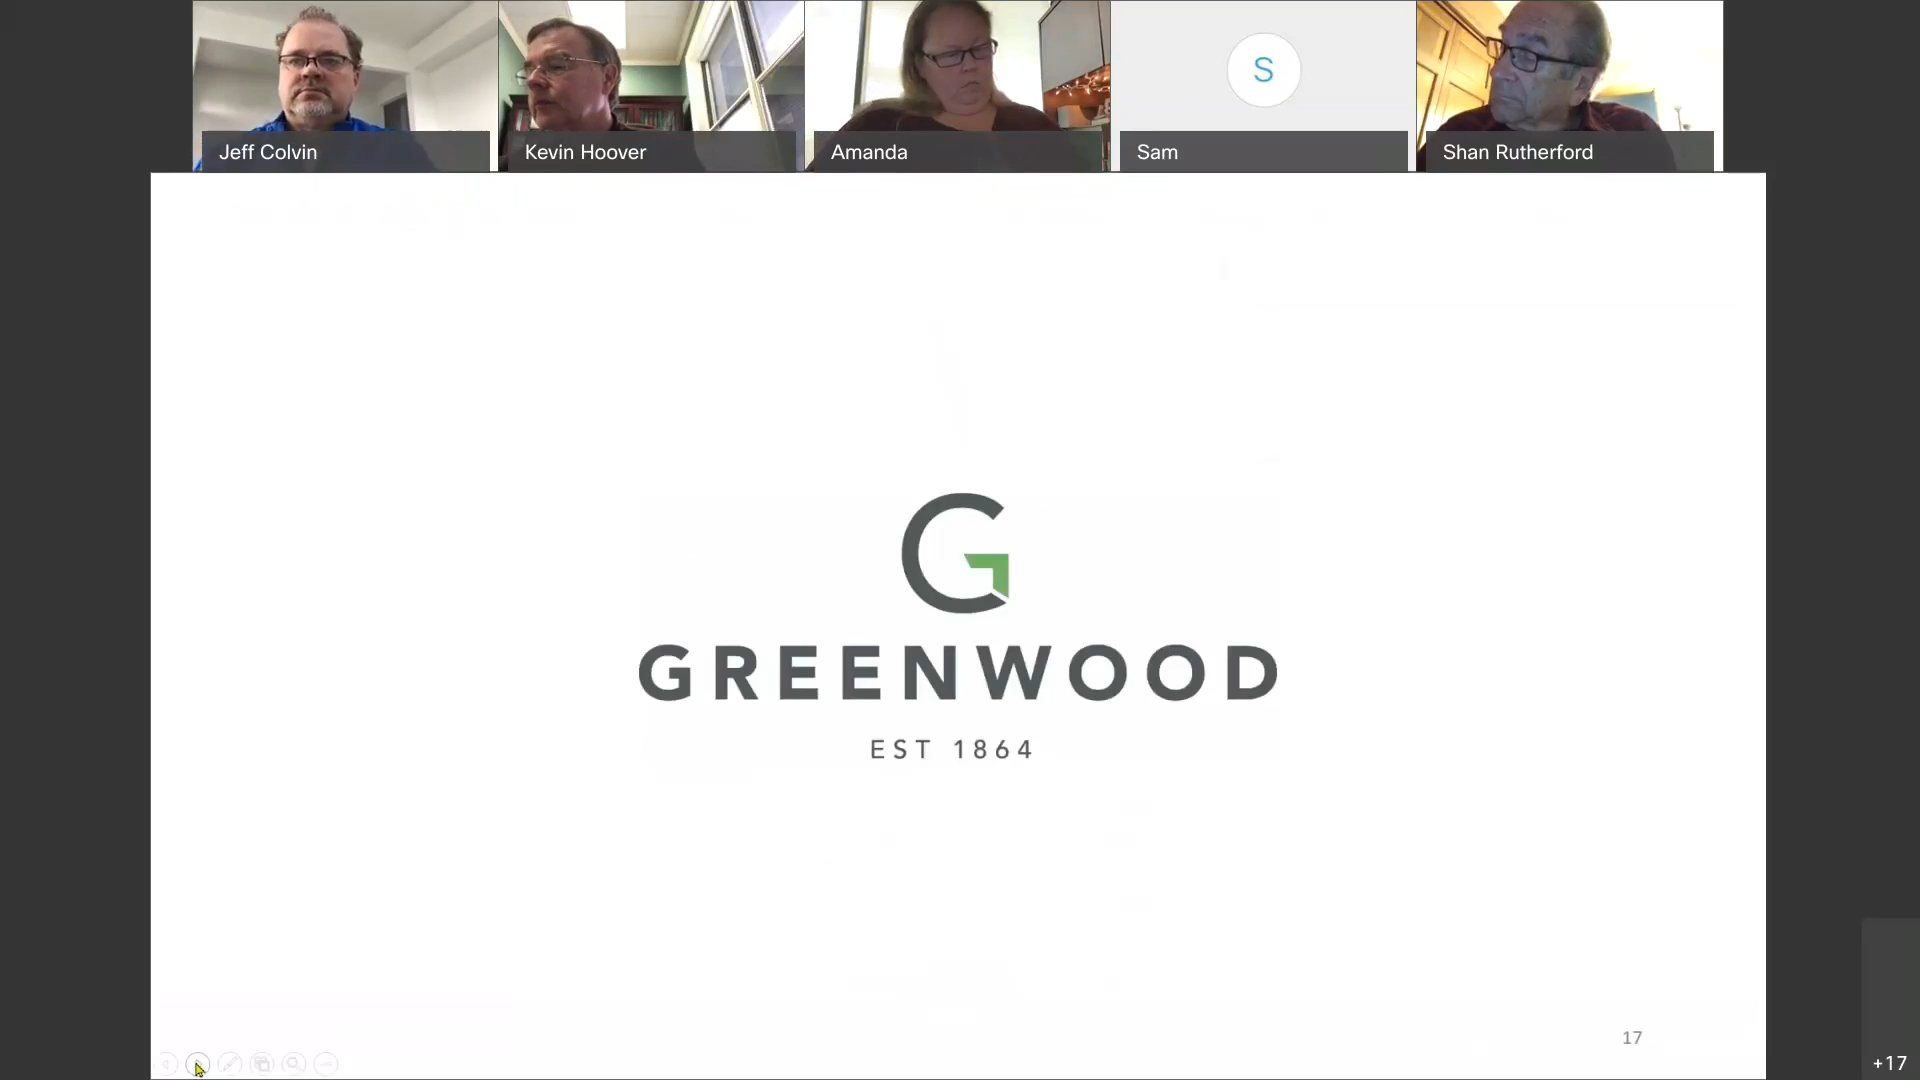 Jeff Colvin
Kevin Hoover
Amanda
S
Sam
Shan Rutherford
G
GREENWOOD
EST 1864
17
+17